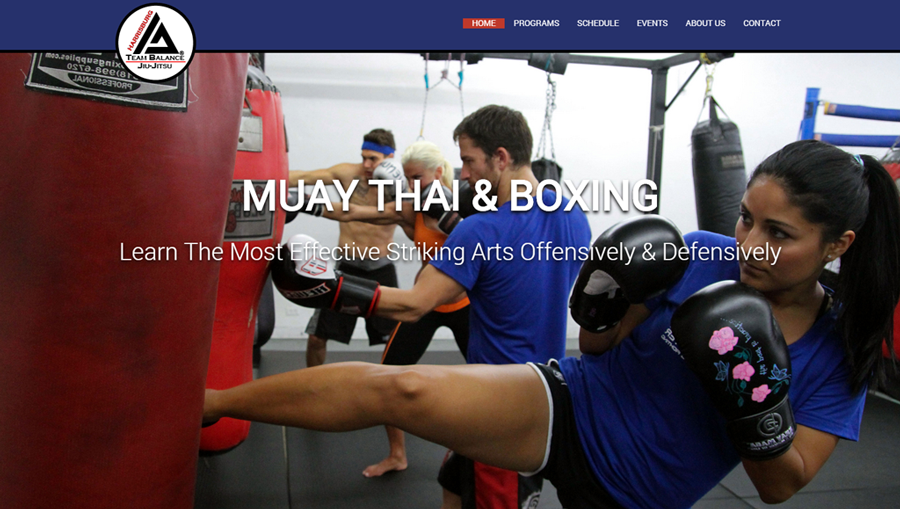 HARRISBURG
TEAM BALANCE
JIU-JITSU
HOME PROGRAMS SCHEDULE EVENTS ABOUT US CONTACT
MUAY THAI & BOXING
Learn The Most Effective Striking Arts Offensively & Defensively
PROFESSIONAL